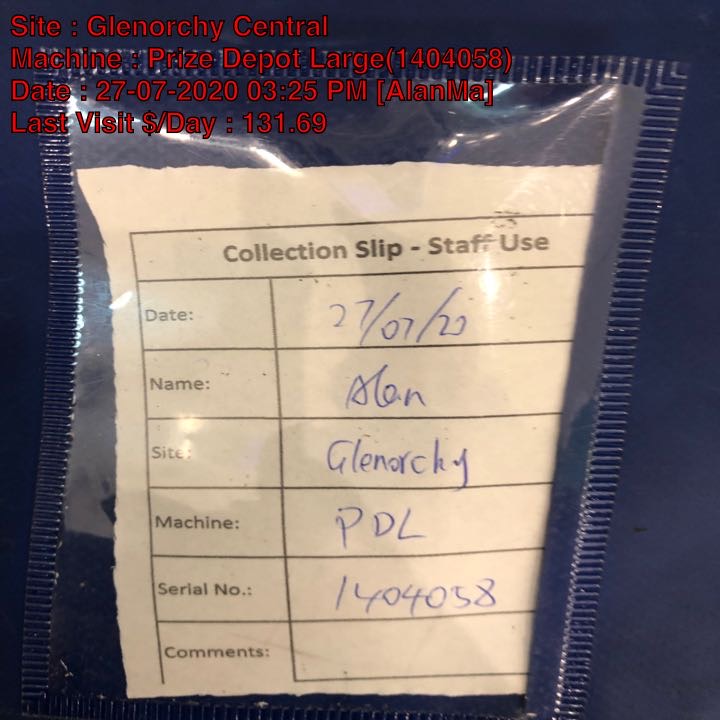 Site : Glenorchy Central
Machine : Prize Depot Large(1404058)
Date : 27-07-2020 03:25 PM [AlanMa]
Last Visit $/Day : 131.69
Collection Slip - Staff Use
Date: 27/07/20
Name: Alan
Site: Glenorchy
Machine: PDL
Serial No.: 1404058
Comments: